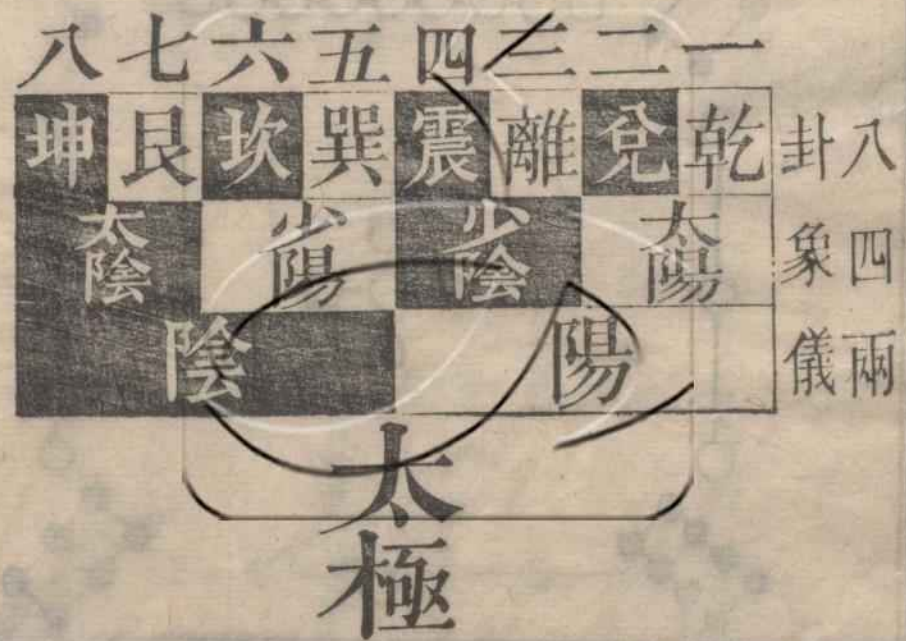 八 七 六 五 四 三 二 一
坤 艮 坎 巽 震 離 兌 乾 八卦
太陰 少陽 少陰 太陽 四象
陰 陽 兩儀
太極